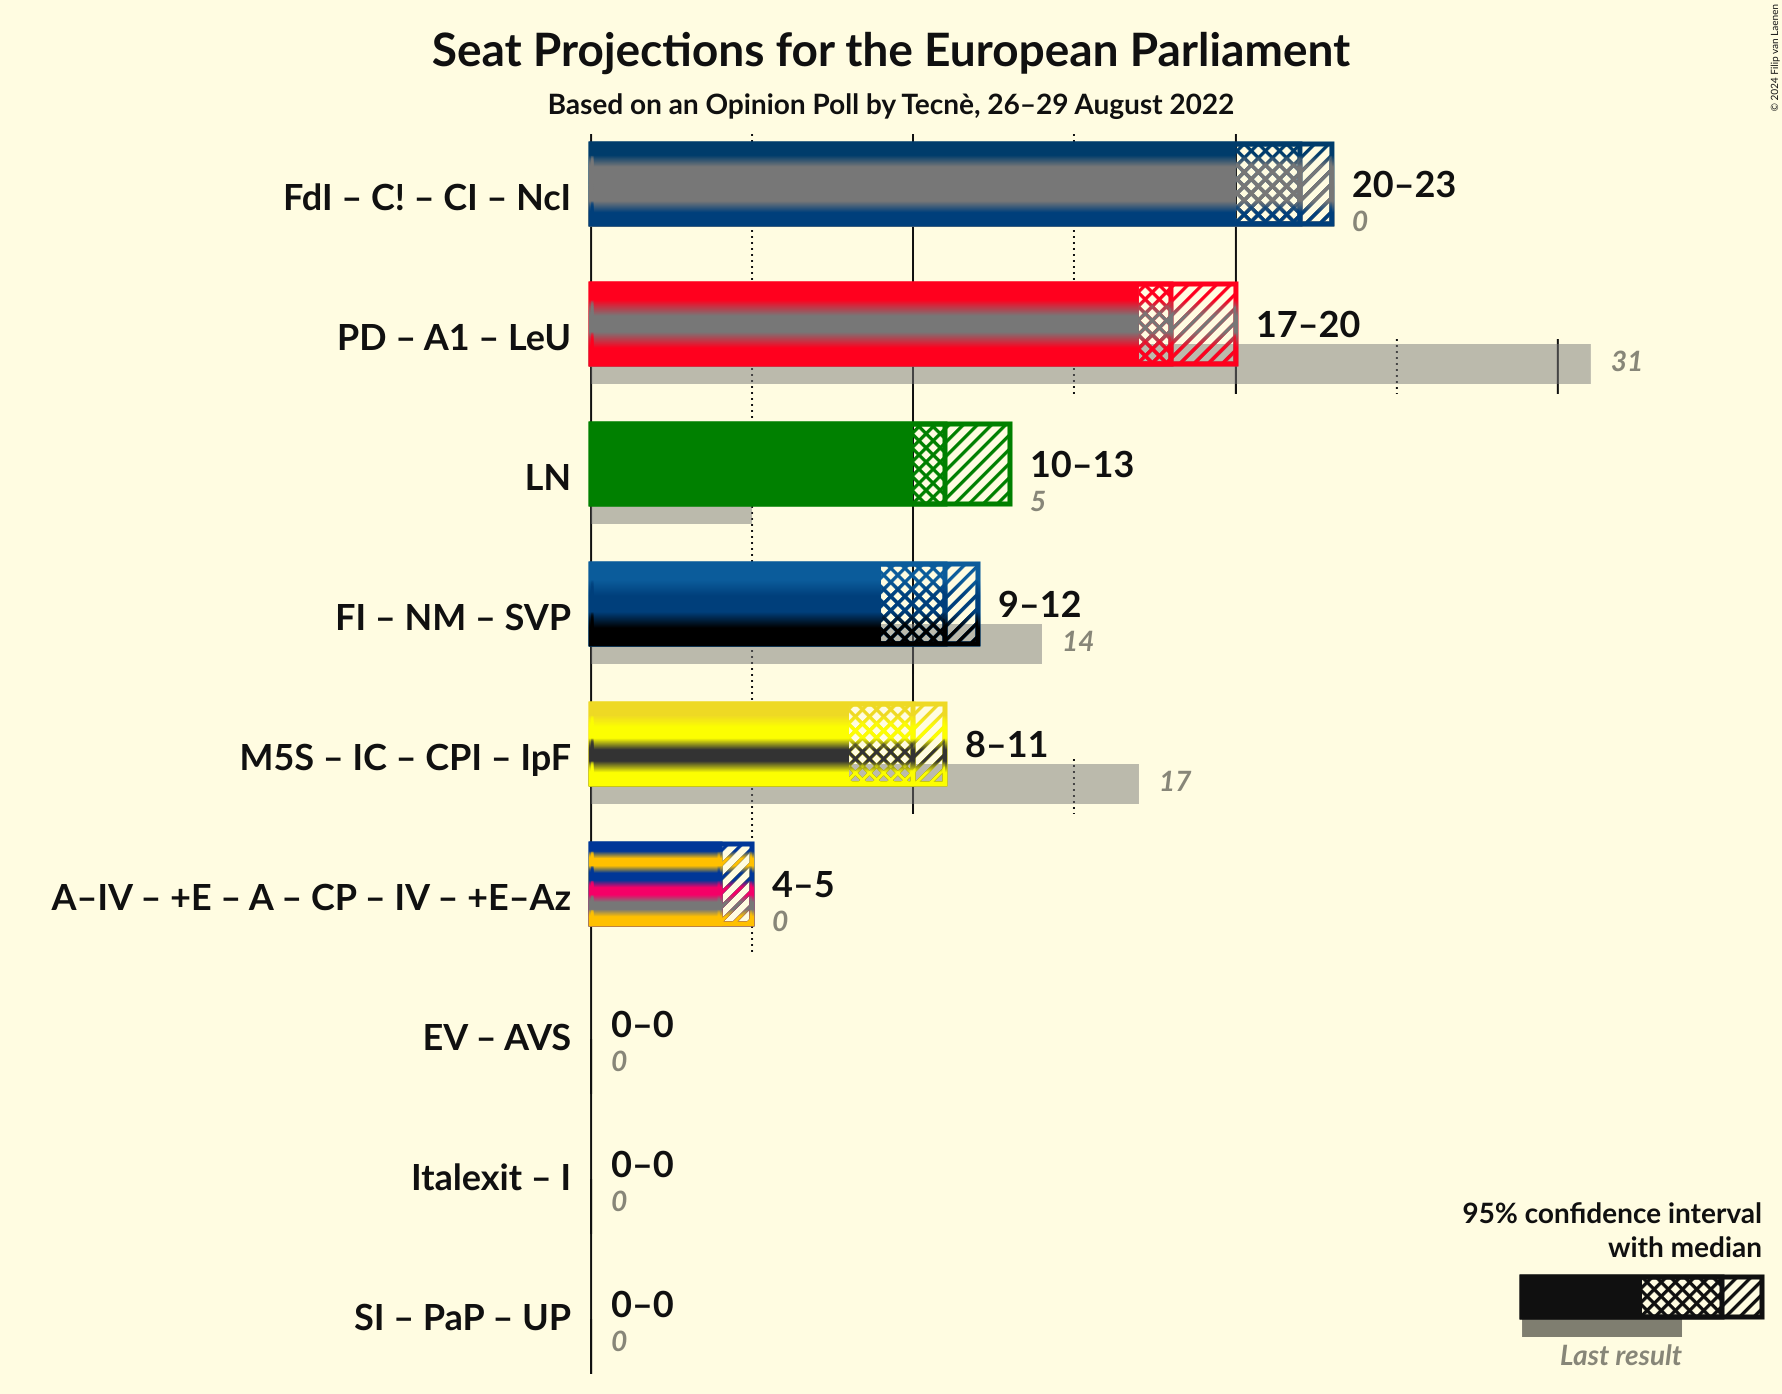 Seat Projections for the European Parliament
Based on an Opinion Poll by Tecnè, 26–29 August 2022
© 2024 Filip van Laenen
FdI – C! – CI – NcI
20–23
0
PD – A1 – LeU
17–20
31
LN
10–13
5
FI – NM – SVP
9–12
14
M5S – IC – CPI – IpF
8–11
17
A–IV – +E – A – CP – IV – +E–Az
4–5
0
EV – AVS
0–0
0
Italexit – I
0–0
0
SI – PaP – UP
0–0
0
95% confidence interval
with median
Last result